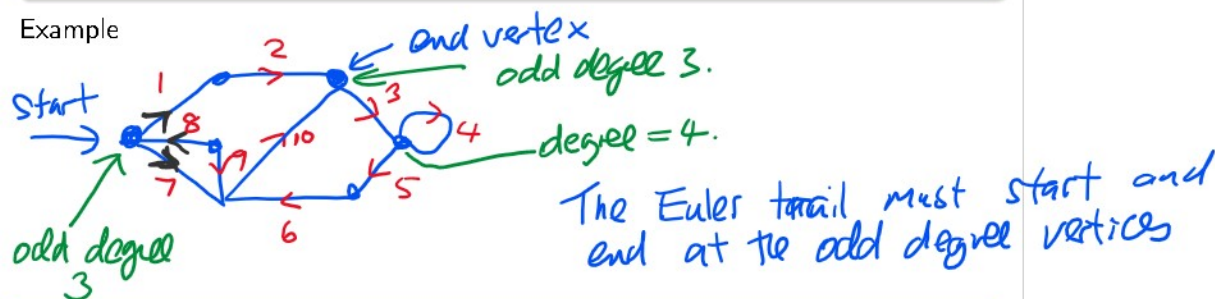 Example
2
end vertex
odd degree 3.
1
start
3
8
4
10
degree = 4.
9
7
5
6
The Euler trail must start and
end at the odd degree vertices
odd degree
3